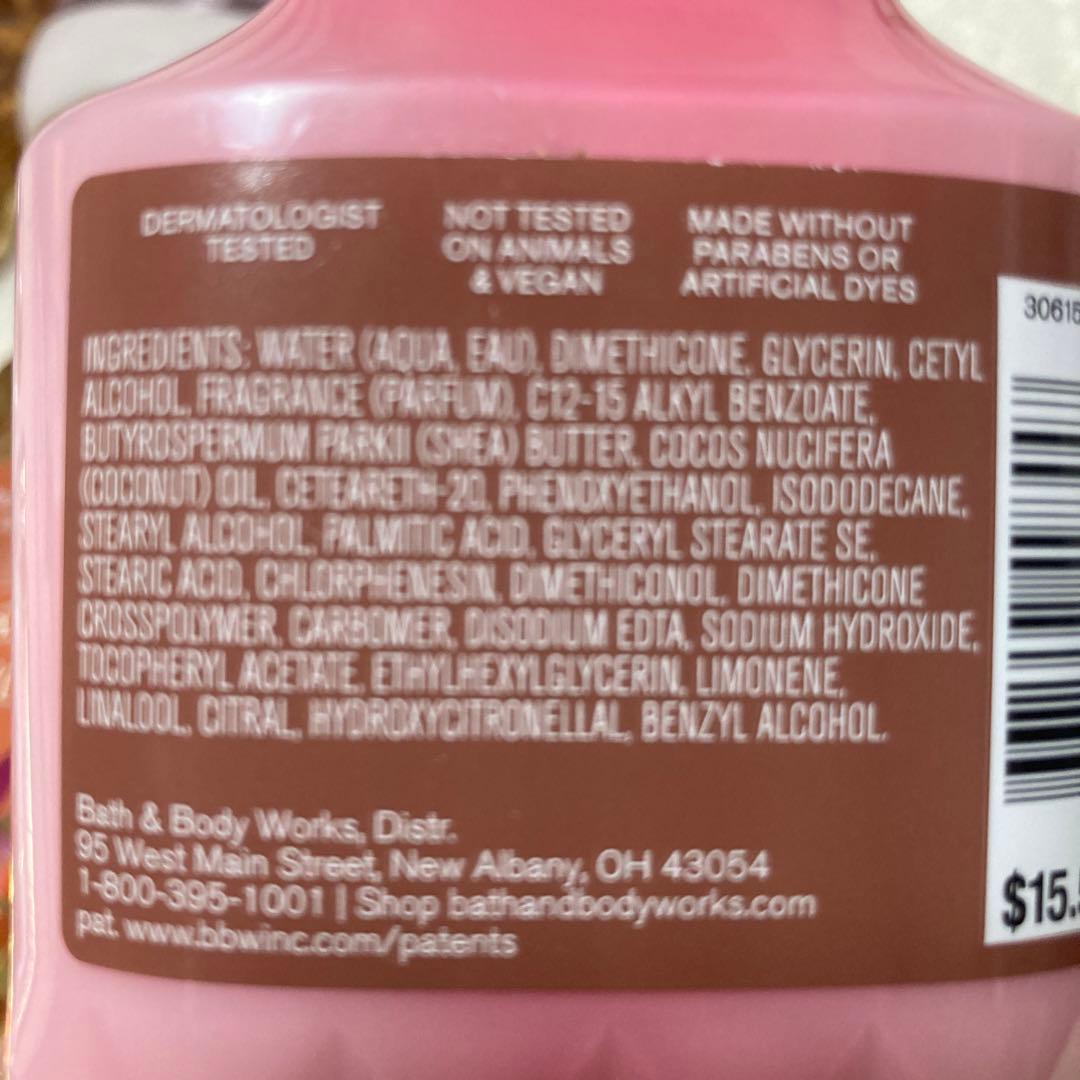 DERMATOLOGIST
TESTED
NOT TESTED
ON ANIMALS
& VEGAN
MADE WITHOUT
PARABENS OR
ARTIFICIAL DYES
INGREDIENTS: WATER (AQUA, EAU), DIMETHICONE, GLYCERIN, CETYL
ALCOHOL, FRAGRANCE (PARFUM), C12-15 ALKYL BENZOATE,
BUTYROSPERMUM PARKII (SHEA) BUTTER, COCOS NUCIFERA
(COCONUT) OIL, CETEARETH-20, PHENOXYETHANOL, ISODODECANE,
STEARYL ALCOHOL, PALMITIC ACID, GLYCERYL STEARATE SE,
STEARIC ACID, CHLORPHENESIN, DIMETHICONOL, DIMETHICONE
CROSSPOLYMER, CARBOMER, DISODIUM EDTA, SODIUM HYDROXIDE,
TOCOPHERYL ACETATE, ETHYLHEXYLGLYCERIN, LIMONENE,
LINALOOL, CITRAL, HYDROXYCITRONELLAL, BENZYL ALCOHOL.
Bath & Body Works, Distr.
95 West Main Street, New Albany, OH 43054
1-800-395-1001 | Shop bathandbodyworks.com
pat. www.bbwinc.com/patents
30615
$15.